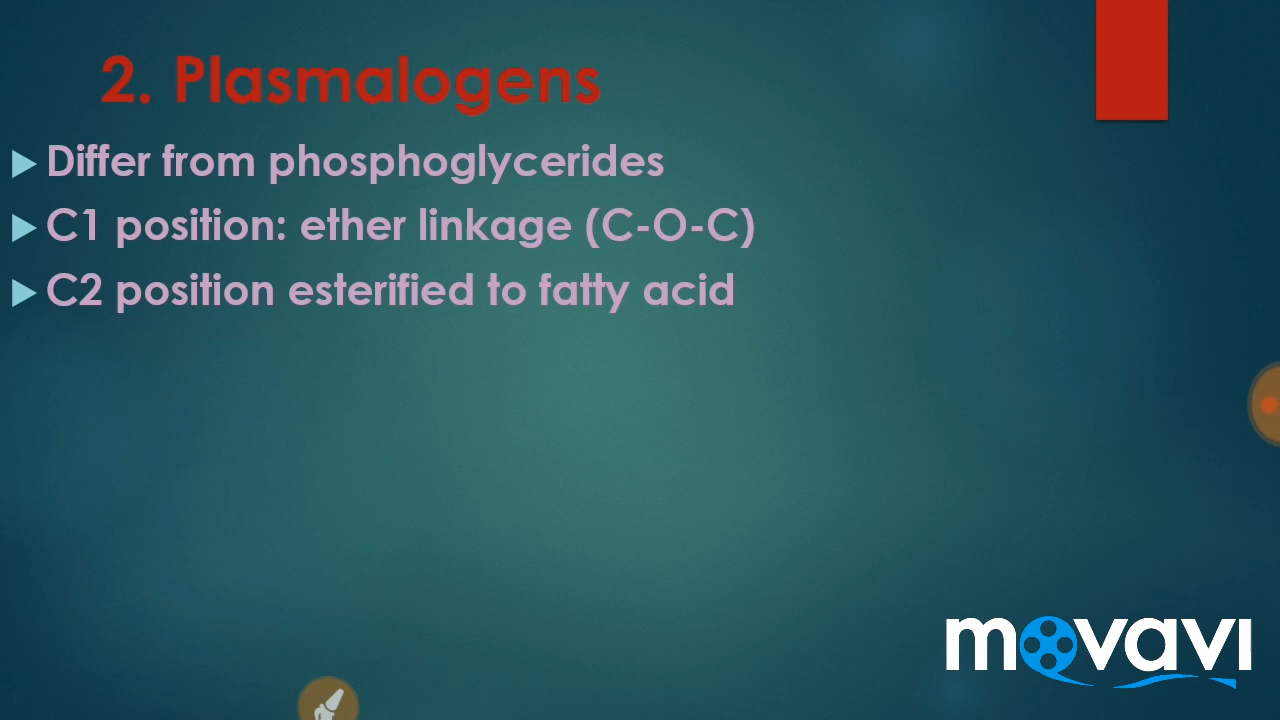 2. Plasmalogens
Differ from phosphoglycerides
C1 position: ether linkage (C-O-C)
C2 position esterified to fatty acid
movavi